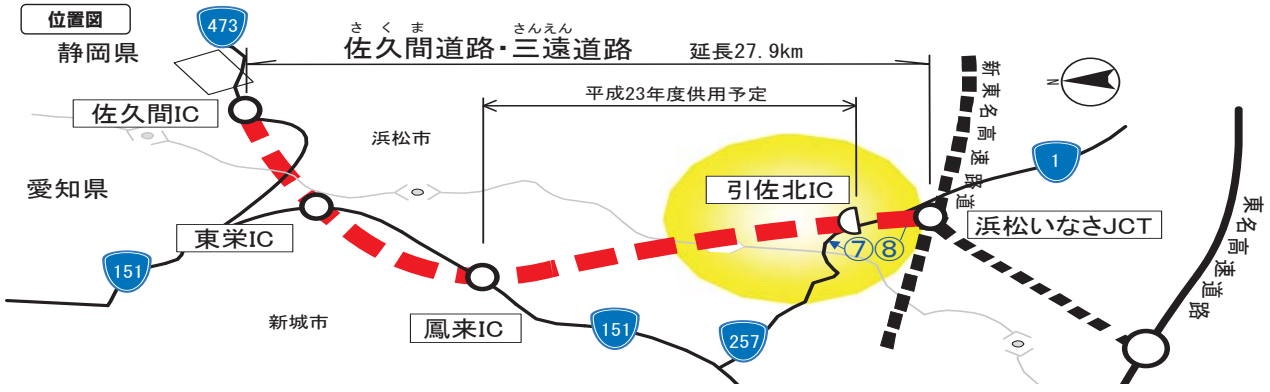 位置図
静岡県
473
さくま さんえん
佐久間道路・三遠道路 延長27.9km
平成23年度供用予定
N
新東名高速道路
佐久間IC
浜松市
愛知県
引佐北IC
1
東栄IC
浜松いなさJCT
東名高速道路
⑦⑧
151
新城市
鳳来IC
151
257